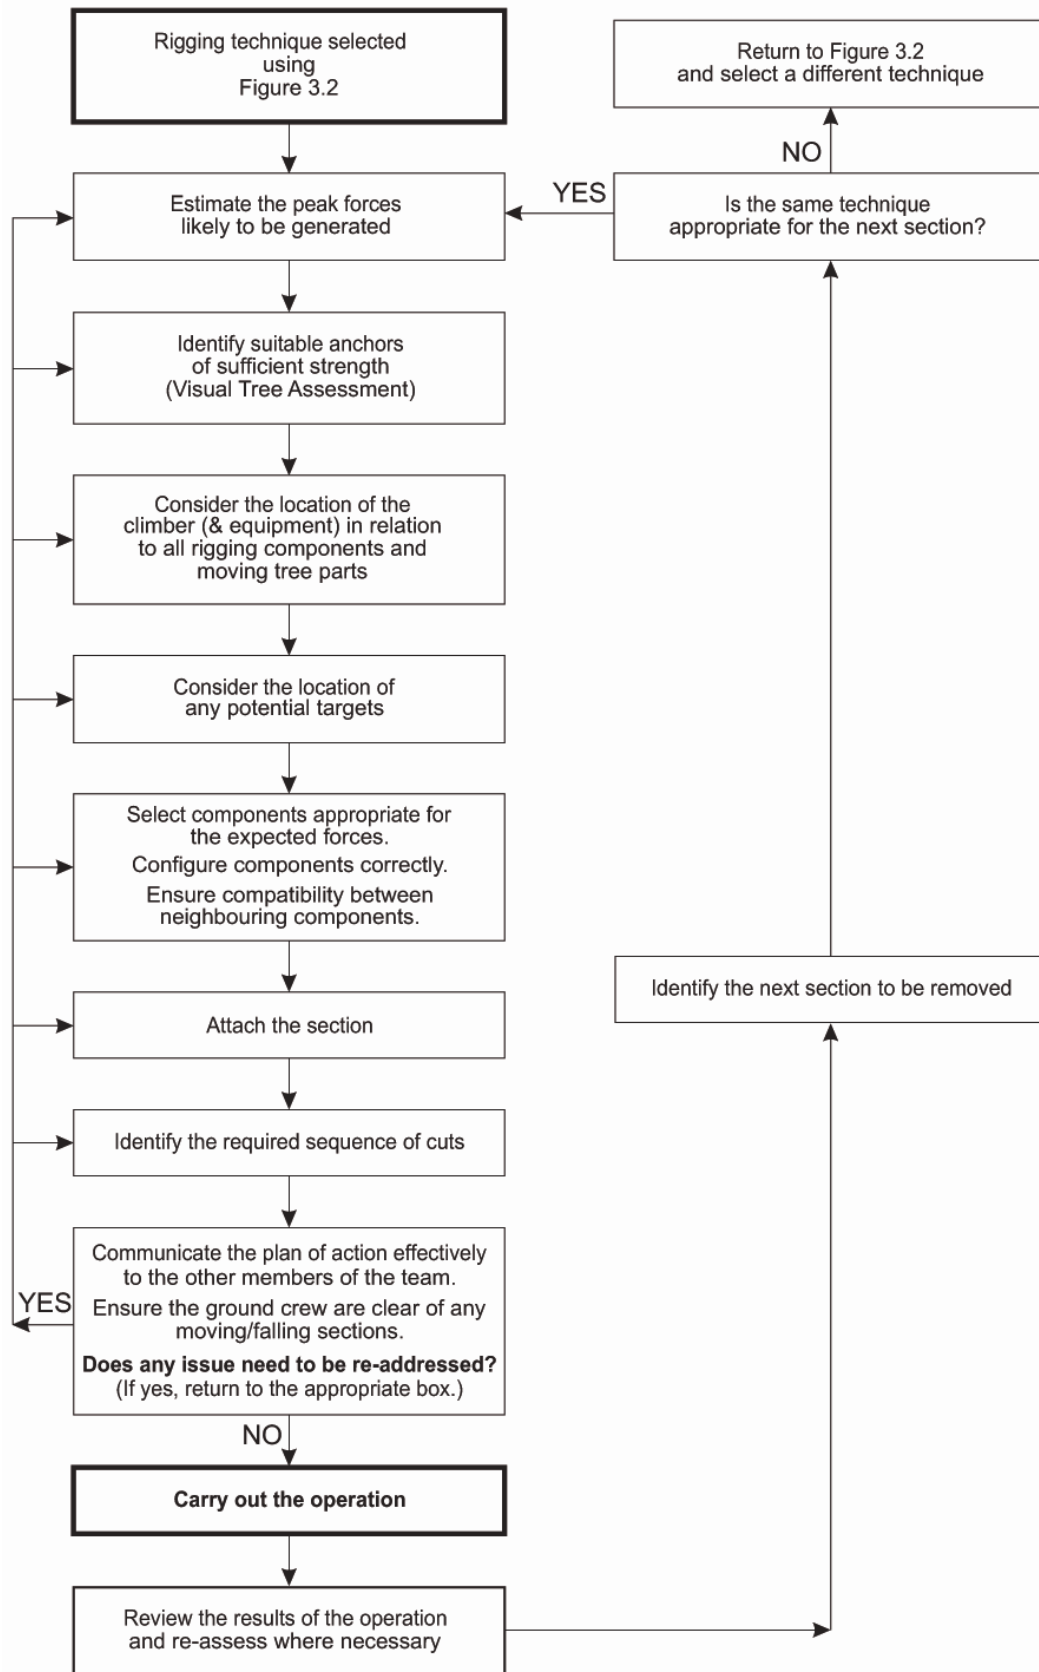 Rigging technique selected
using
Figure 3.2
Return to Figure 3.2
and select a different technique
NO
YES
Estimate the peak forces
likely to be generated
Is the same technique
appropriate for the next section?
Identify suitable anchors
of sufficient strength
(Visual Tree Assessment)
Consider the location of the
climber (& equipment) in relation
to all rigging components and
moving tree parts
Consider the location of
any potential targets
Select components appropriate for
the expected forces.
Configure components correctly.
Ensure compatibility between
neighbouring components.
Identify the next section to be removed
Attach the section
Identify the required sequence of cuts
Communicate the plan of action effectively
to the other members of the team.
YES
Ensure the ground crew are clear of any
moving/falling sections.
Does any issue need to be re-addressed?
(If yes, return to the appropriate box.)
NO
Carry out the operation
Review the results of the operation
and re-assess where necessary